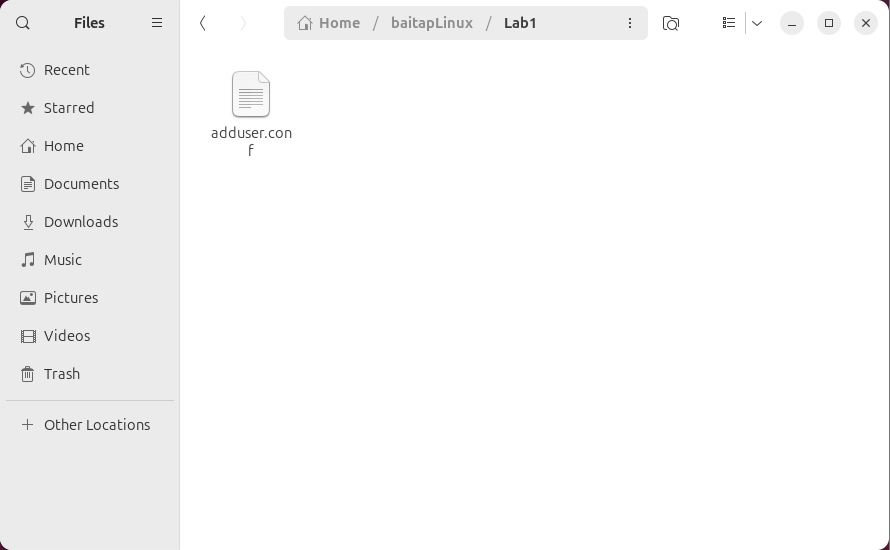 Files
Home / baitapLinux / Lab1
Recent
Starred
Home
Documents
Downloads
Music
Pictures
Videos
Trash
Other Locations
adduser.con
f